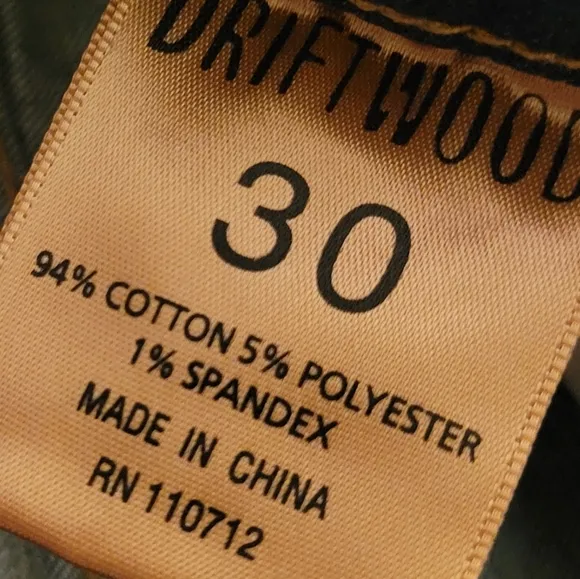 DRIFTWOOD
30
94% COTTON 5% POLYESTER
1% SPANDEX
MADE IN CHINA
RN 110712